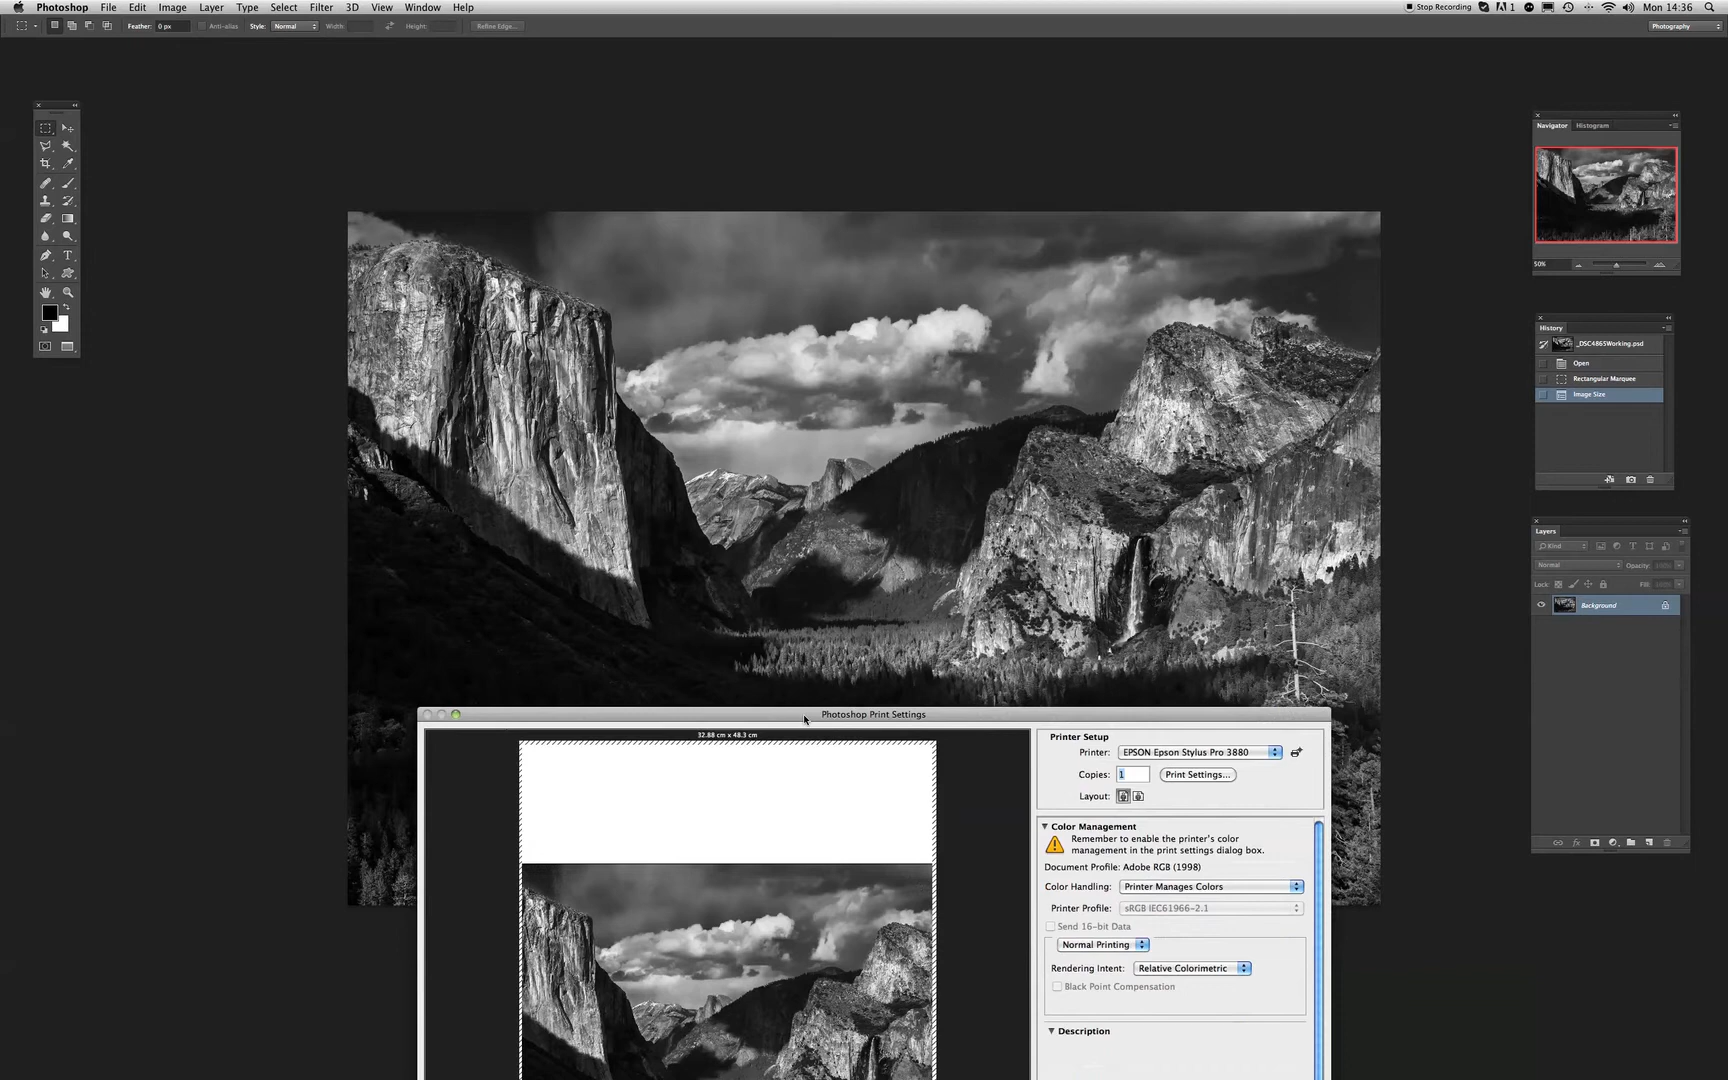 Photoshop File Edit Image Layer Type Select Filter 3D View Window Help
Stop Recording 1 Mon 14:36
Feather: 0 px Anti-alias Style: Normal Width: Height: Refine Edge... Photography
Navigator Histogram
50%
History
_DSC4865Working.psd
Open
Rectangular Marquee
Image Size
Layers
Kind
Normal Opacity: 100%
Lock: Fill: 100%
Background
Photoshop Print Settings
32.88 cm x 48.3 cm
Printer Setup
Printer: EPSON Epson Stylus Pro 3880
Copies: 1 Print Settings...
Layout:
Color Management
Remember to enable the printer's color
management in the print settings dialog box.
Document Profile: Adobe RGB (1998)
Color Handling: Printer Manages Colors
Printer Profile: sRGB IEC61966-2.1
Send 16-bit Data
Normal Printing
Rendering Intent: Relative Colorimetric
Black Point Compensation
Description